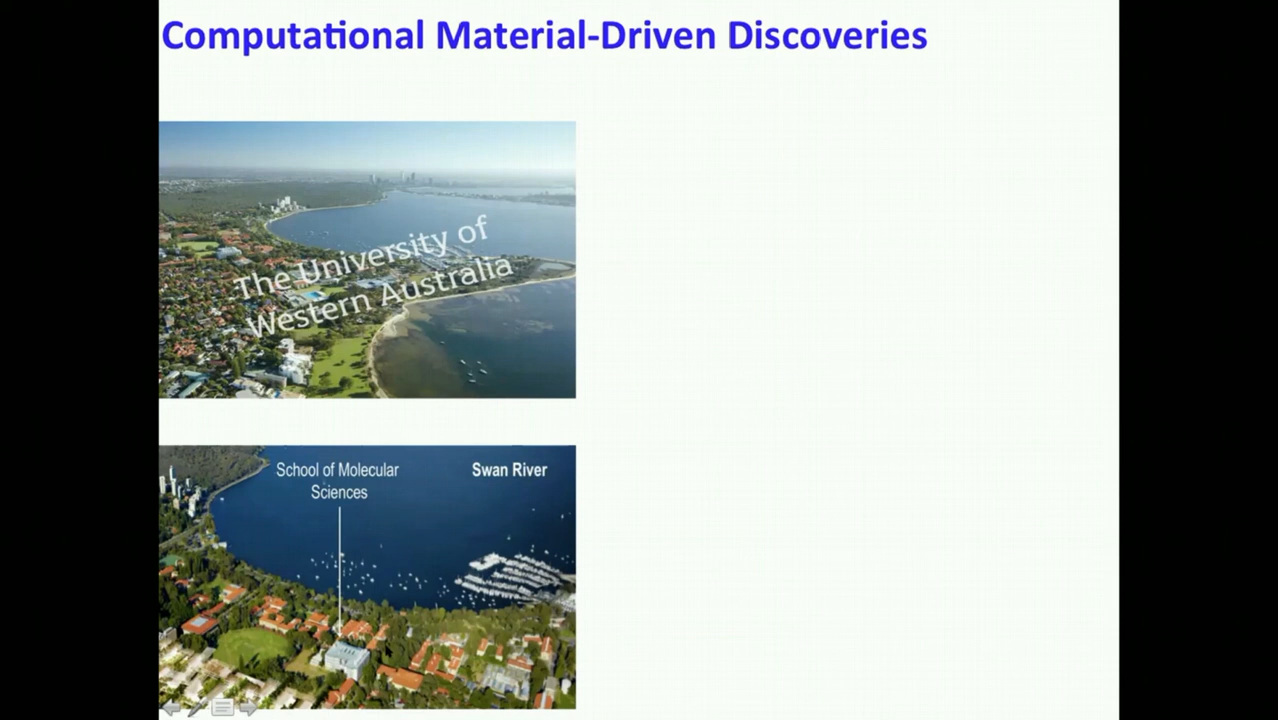 Computational Material-Driven Discoveries
The University of
Western Australia
School of Molecular
Sciences
Swan River